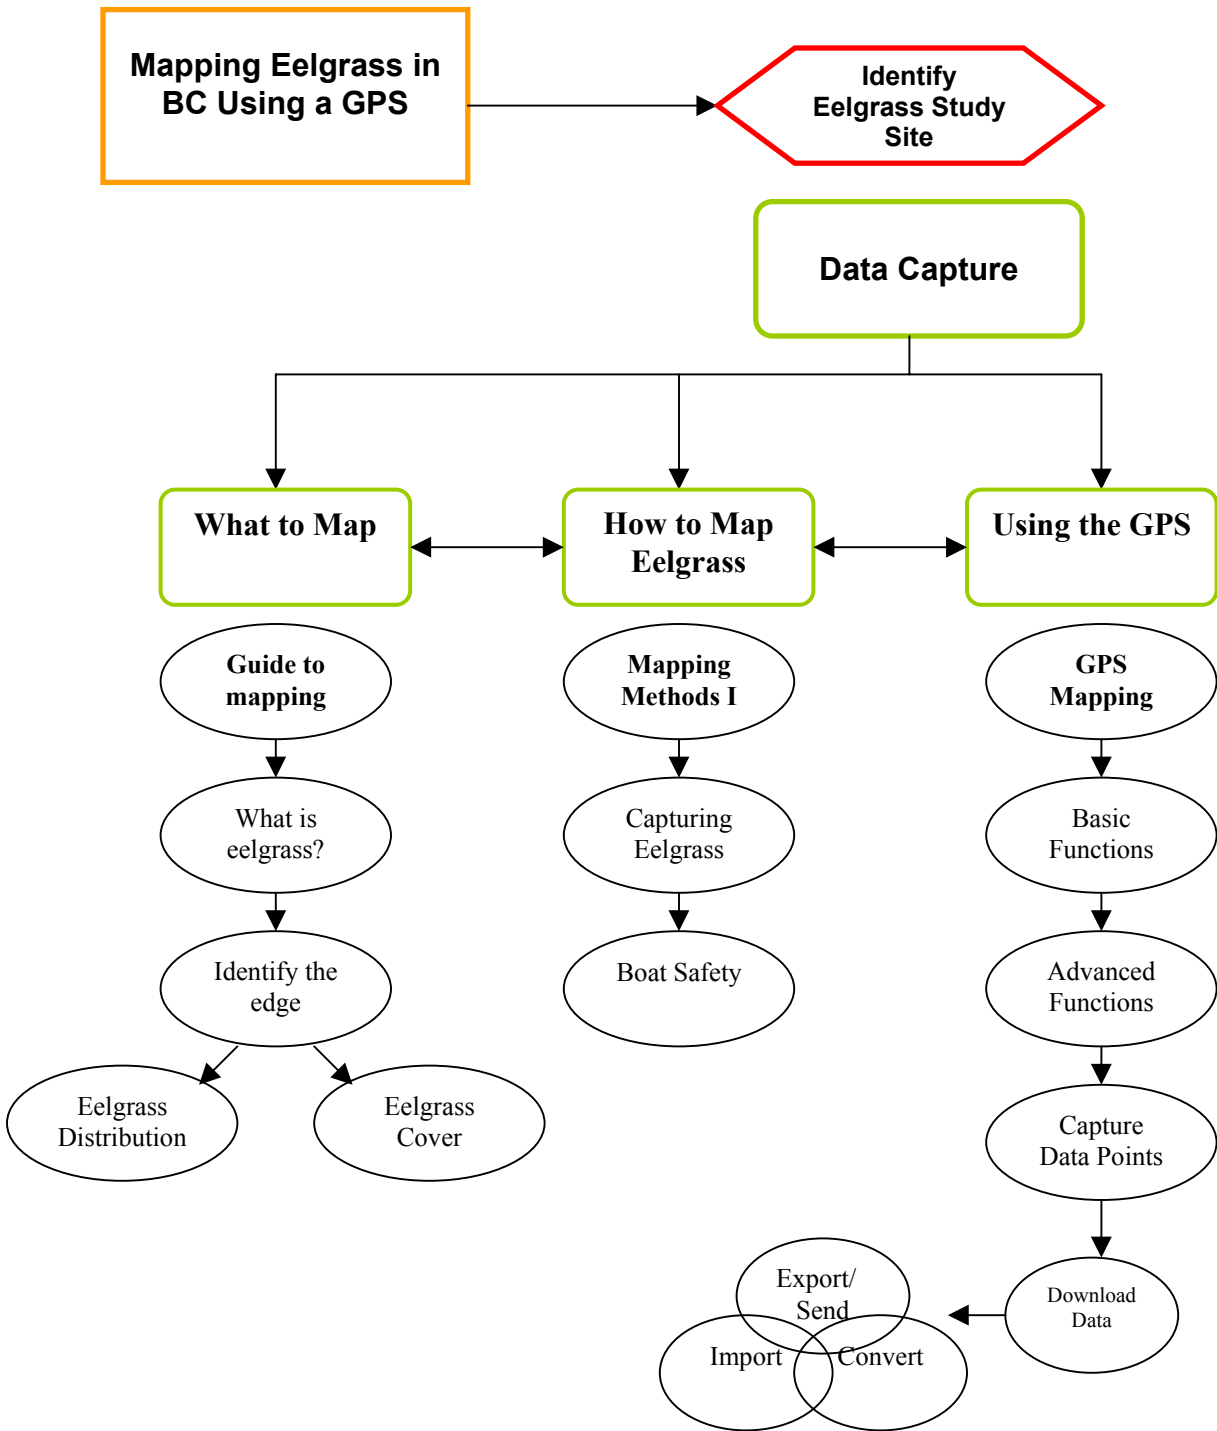 Mapping Eelgrass in
BC Using a GPS
Identify
Eelgrass Study
Site
Data Capture
What to Map
How to Map
Eelgrass
Using the GPS
Guide to
mapping
Mapping
Methods I
GPS
Mapping
What is
eelgrass?
Capturing
Eelgrass
Basic
Functions
Identify the
edge
Boat Safety
Advanced
Functions
Eelgrass
Distribution
Eelgrass
Cover
Capture
Data Points
Export/
Send
Download
Data
Import
Convert